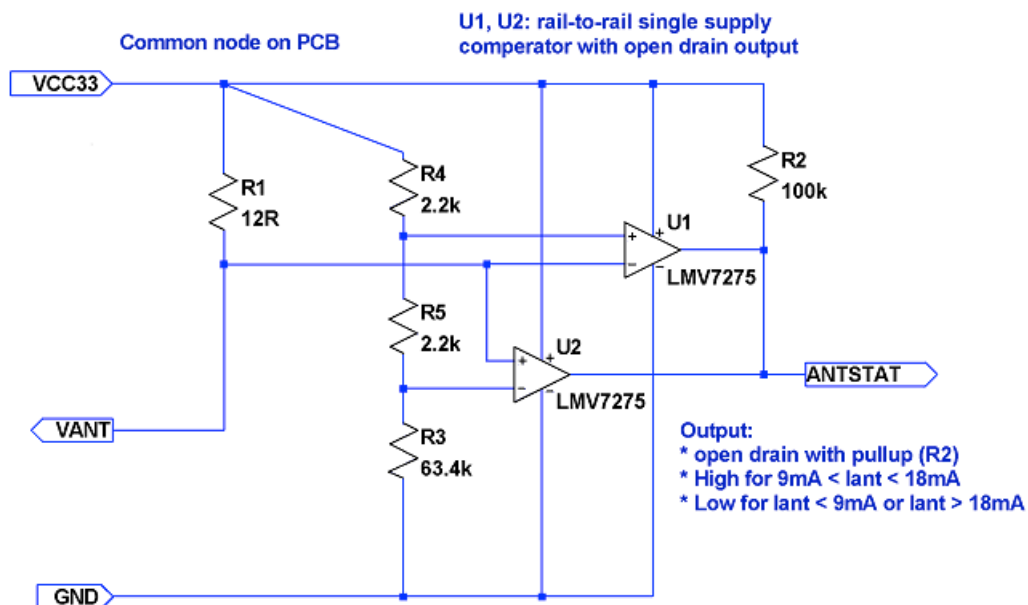 Common node on PCB
U1, U2: rail-to-rail single supply
comperator with open drain output
VCC33
R1
12R
R4
2.2k
R2
100k
+
U1
+
−
−
LMV7275
R5
2.2k
U2
+
+
−
−
LMV7275
ANTSTAT
VANT
R3
63.4k
Output:
* open drain with pullup (R2)
* High for 9mA < Iant < 18mA
* Low for Iant < 9mA or Iant > 18mA
GND